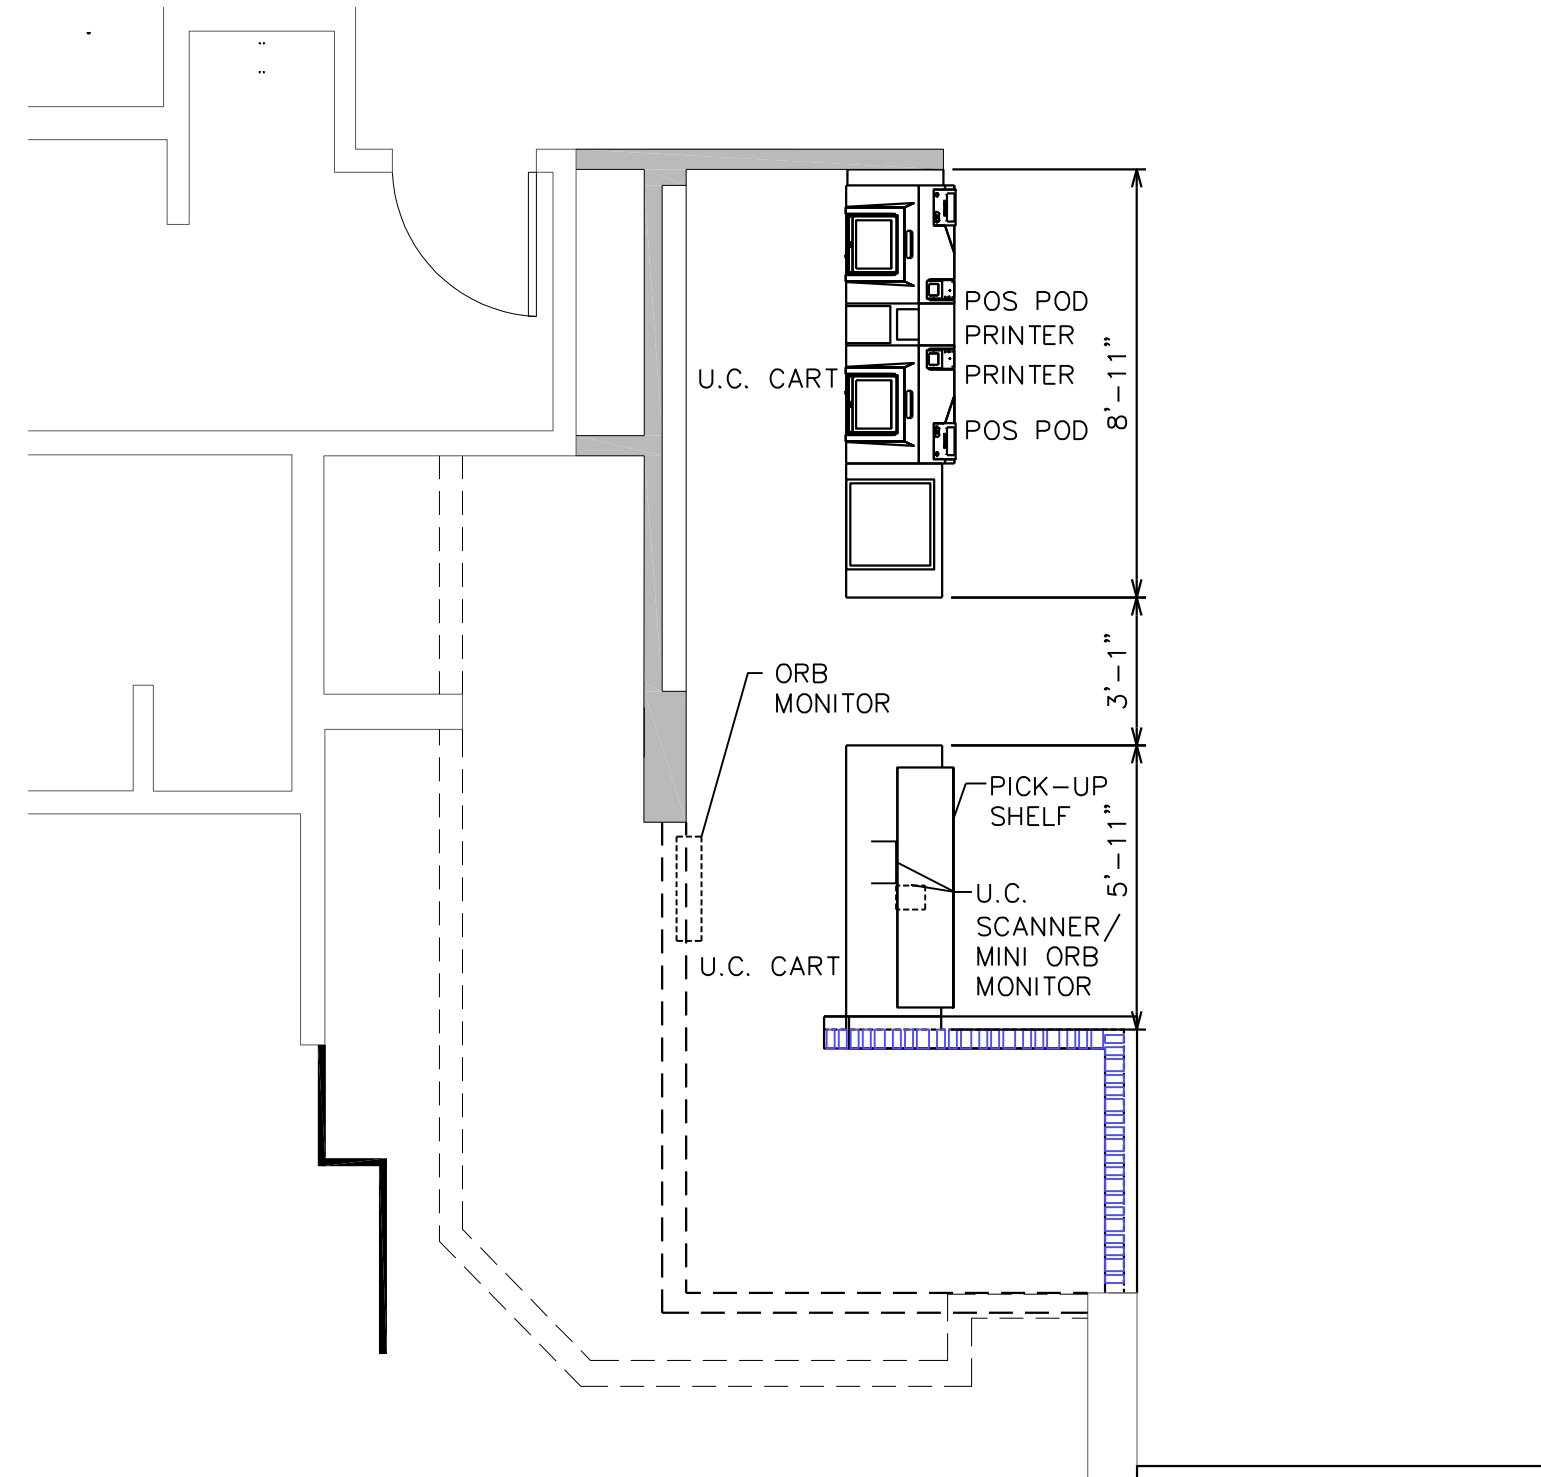 POS POD
PRINTER
U.C. CART
PRINTER
POS POD
8'-11"
3'-1"
ORB
MONITOR
PICK-UP
SHELF
5'-11"
U.C.
SCANNER/
MINI ORB
MONITOR
U.C. CART